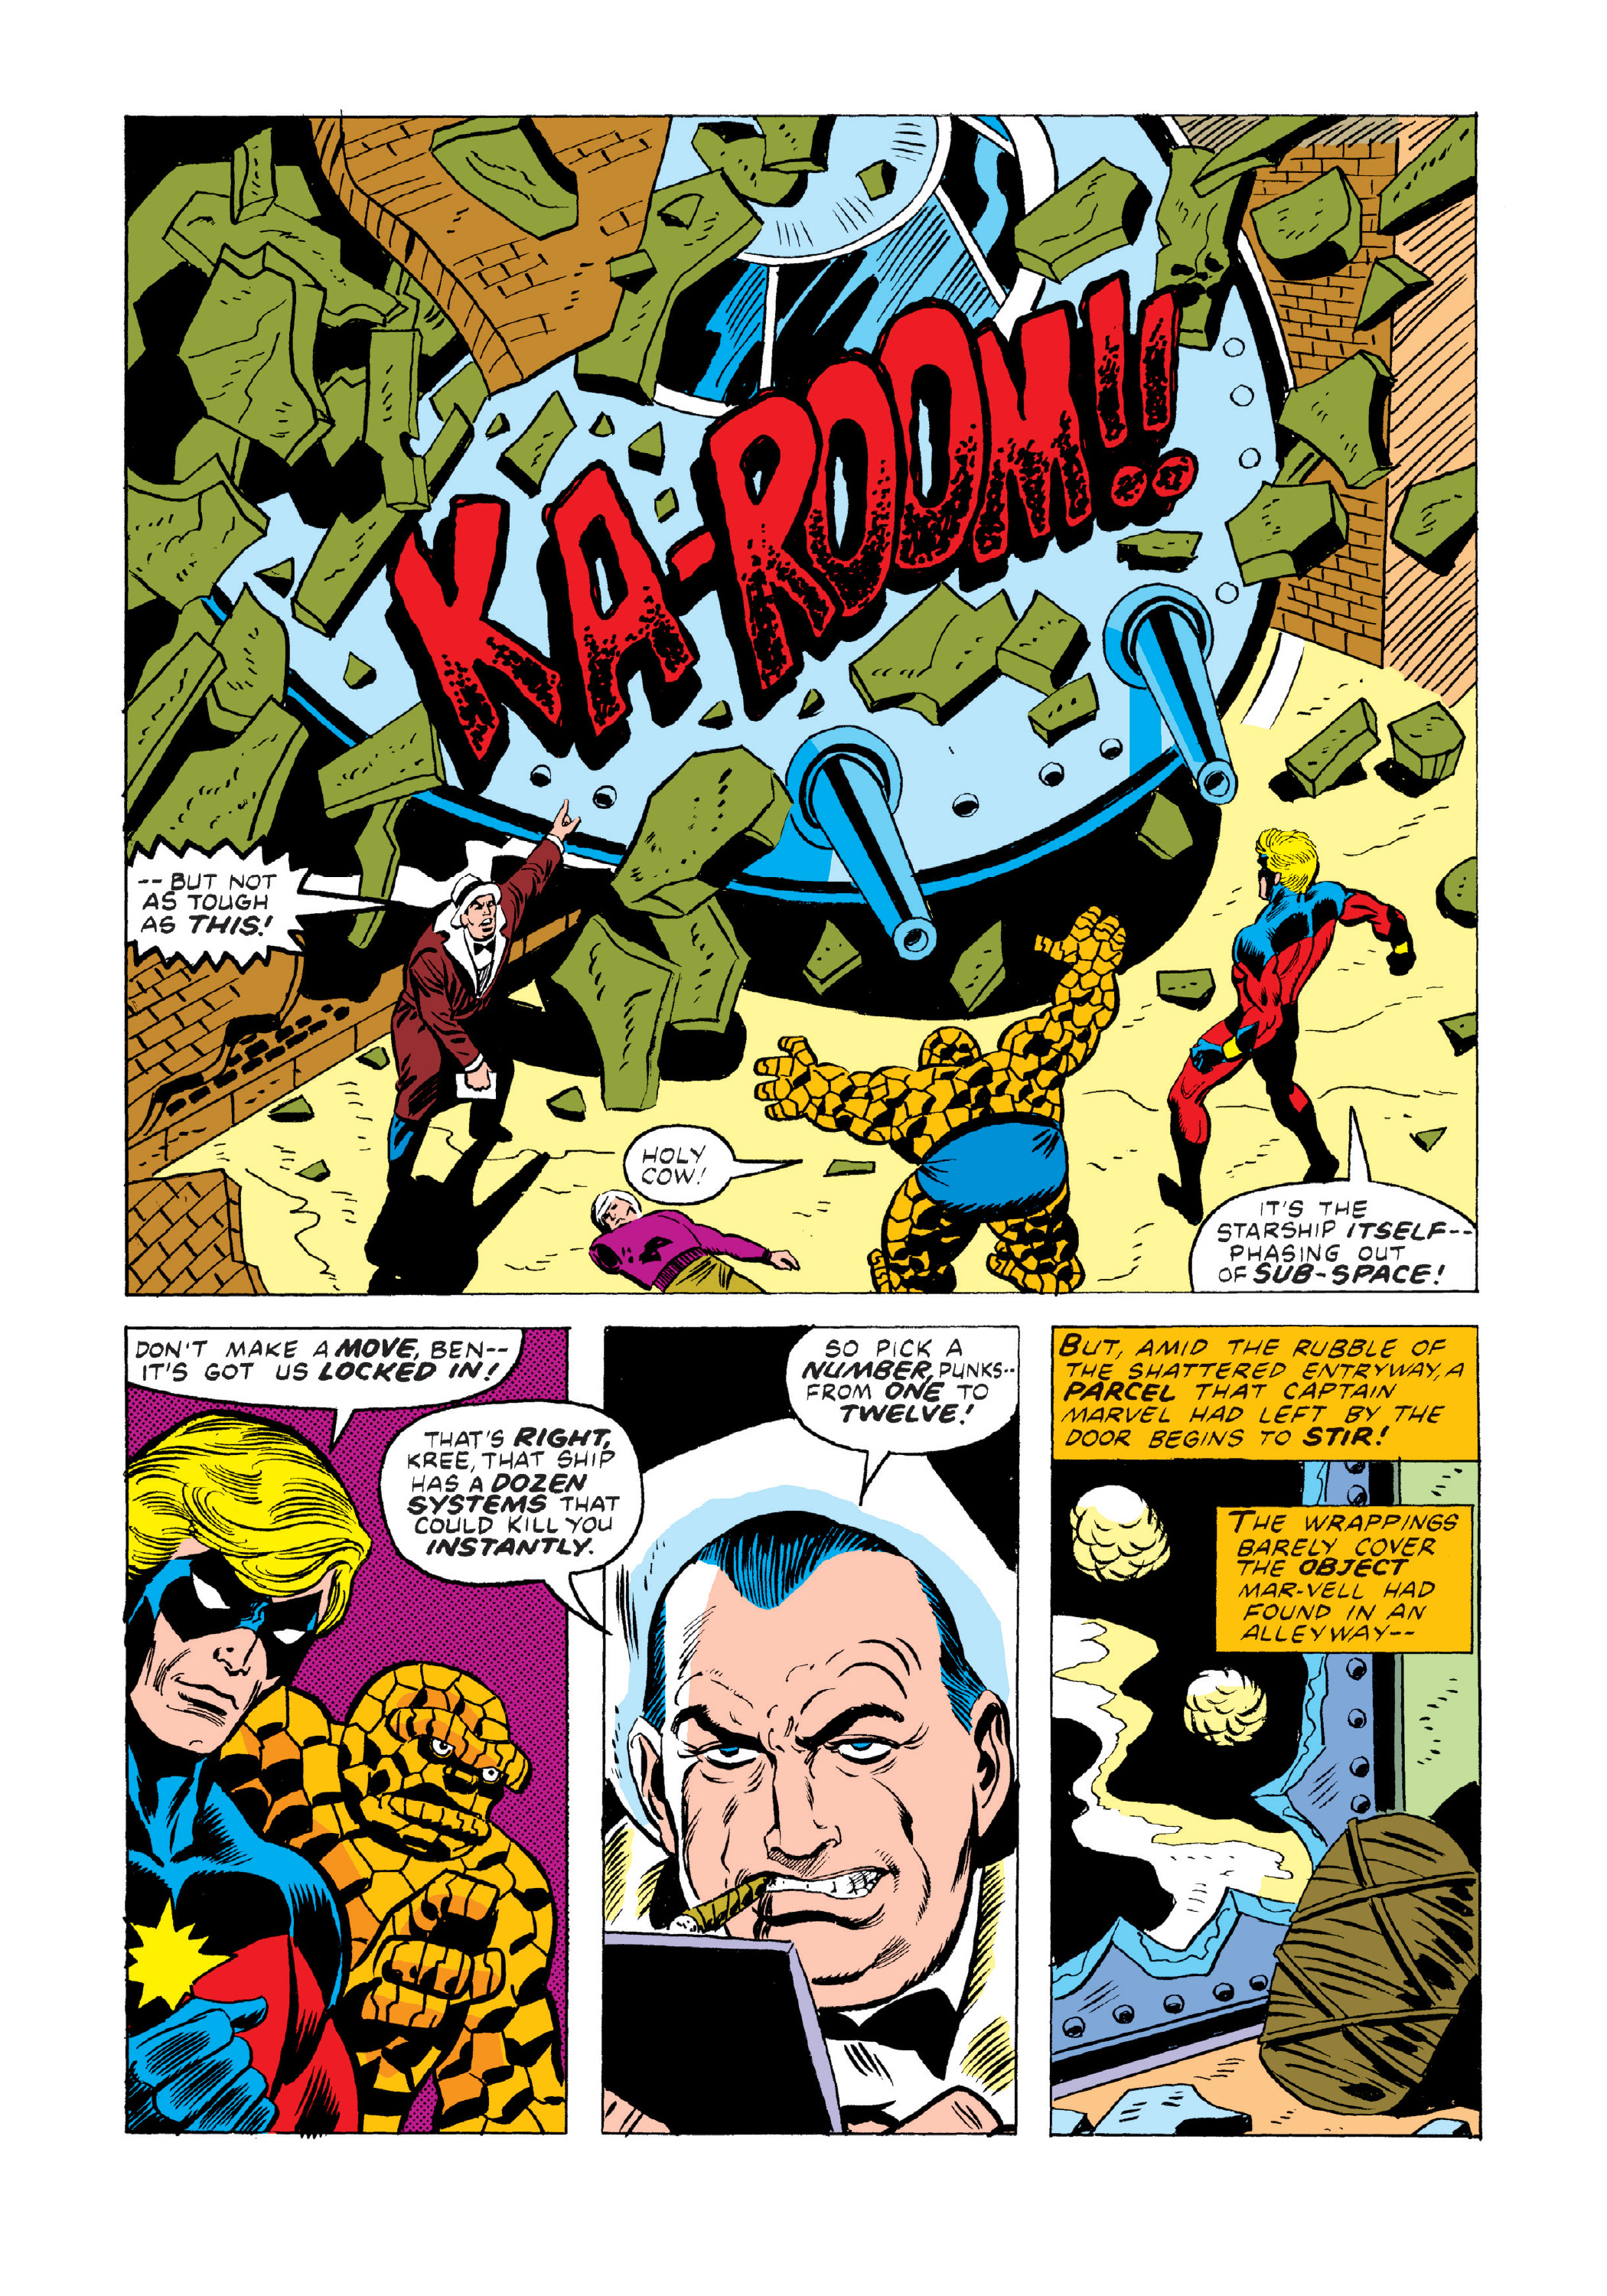 KA-ROOM!!
-- BUT NOT
AS TOUGH
AS THIS!
HOLY
COW!
IT'S THE
STARSHIP ITSELF--
PHASING OUT
OF SUB-SPACE!
DON'T MAKE A MOVE, BEN--
IT'S GOT US LOCKED IN!
THAT'S RIGHT,
KREE, THAT SHIP
HAS A DOZEN
SYSTEMS THAT
COULD KILL YOU
INSTANTLY.
SO PICK A
NUMBER, PUNKS--
FROM ONE TO
TWELVE!
BUT, AMID THE RUBBLE OF
THE SHATTERED ENTRYWAY, A
PARCEL THAT CAPTAIN
MARVEL HAD LEFT BY THE
DOOR BEGINS TO STIR!
THE WRAPPINGS
BARELY COVER
THE OBJECT
MAR-VELL HAD
FOUND IN AN
ALLEYWAY--